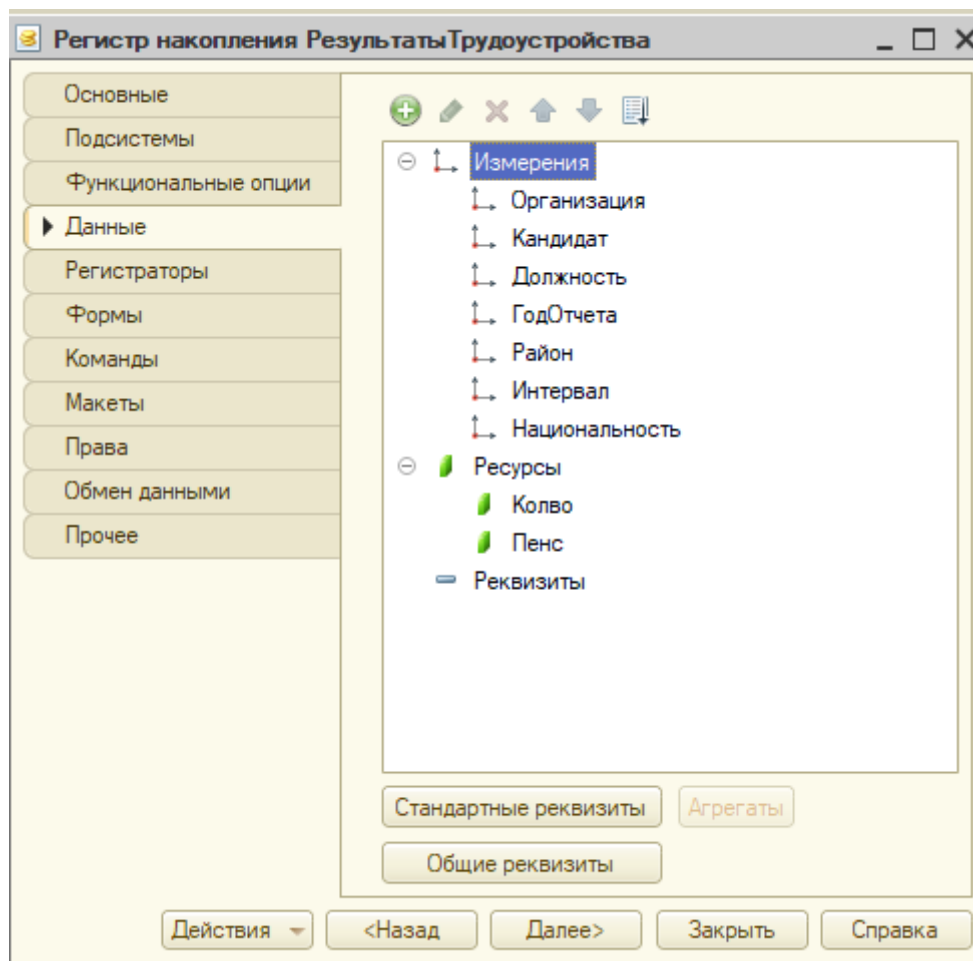 Регистр накопления РезультатыТрудоустройства
Основные
Подсистемы
Функциональные опции
Данные
Регистраторы
Формы
Команды
Макеты
Права
Обмен данными
Прочее
Измерения
Организация
Кандидат
Должность
ГодОтчета
Район
Интервал
Национальность
Ресурсы
Колво
Пенс
Реквизиты
Стандартные реквизиты
Агрегаты
Общие реквизиты
Действия
<Назад
Далее>
Закрыть
Справка